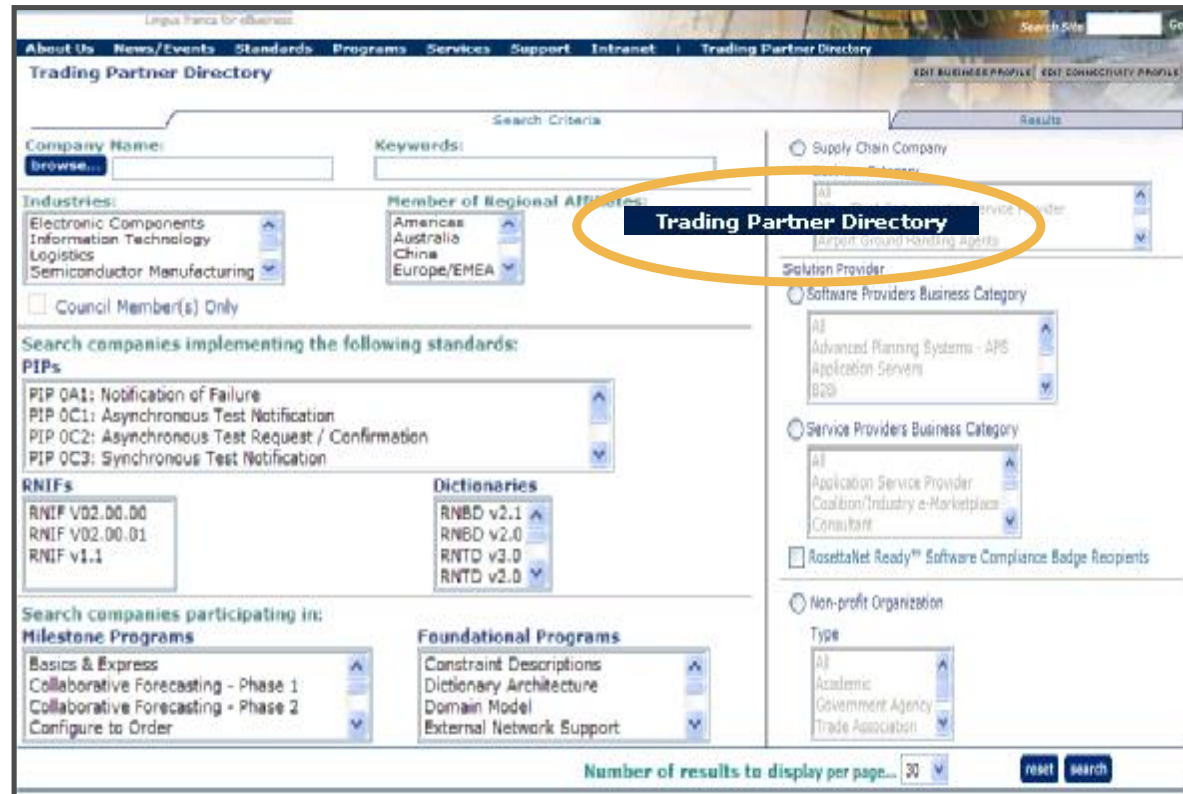 Lingua franca for eBusiness
Search Site
Go
About Us News/Events Standards Programs Services Support Intranet | Trading Partner Directory
Trading Partner Directory
EDIT BUSINESS PROFILE EDIT CONNECTIVITY PROFILE
Search Criteria
Results
Company Name:
browse...
Keywords:
Industries:
Electronic Components
Information Technology
Logistics
Semiconductor Manufacturing
Member of Regional Affiliates:
Americas
Australia
China
Europe/EMEA
Council Member(s) Only
Search companies implementing the following standards:
PIPs
PIP 0A1: Notification of Failure
PIP 0C1: Asynchronous Test Notification
PIP 0C2: Asynchronous Test Request / Confirmation
PIP 0C3: Synchronous Test Notification
RNIFs
RNIF V02.00.00
RNIF V02.00.01
RNIF v1.1
Dictionaries
RNBD v2.1
RNBD v2.0
RNTD v3.0
RNTD v2.0
Search companies participating in:
Milestone Programs
Basics & Express
Collaborative Forecasting - Phase 1
Collaborative Forecasting - Phase 2
Configure to Order
Foundational Programs
Constraint Descriptions
Dictionary Architecture
Domain Model
External Network Support
Supply Chain Company
Category
All
Service Provider
Trading Partner Directory
Airport Ground Handling Agents
Solution Provider
Software Providers Business Category
All
Advanced Planning Systems - APS
Application Servers
B2Bi
Service Providers Business Category
All
Application Service Provider
Coalition/Industry e-Marketplace
Consultant
RosettaNet Ready™ Software Compliance Badge Recipients
Non-profit Organization
Type
All
Academic
Government Agency
Trade Association
Number of results to display per page... 30
reset search